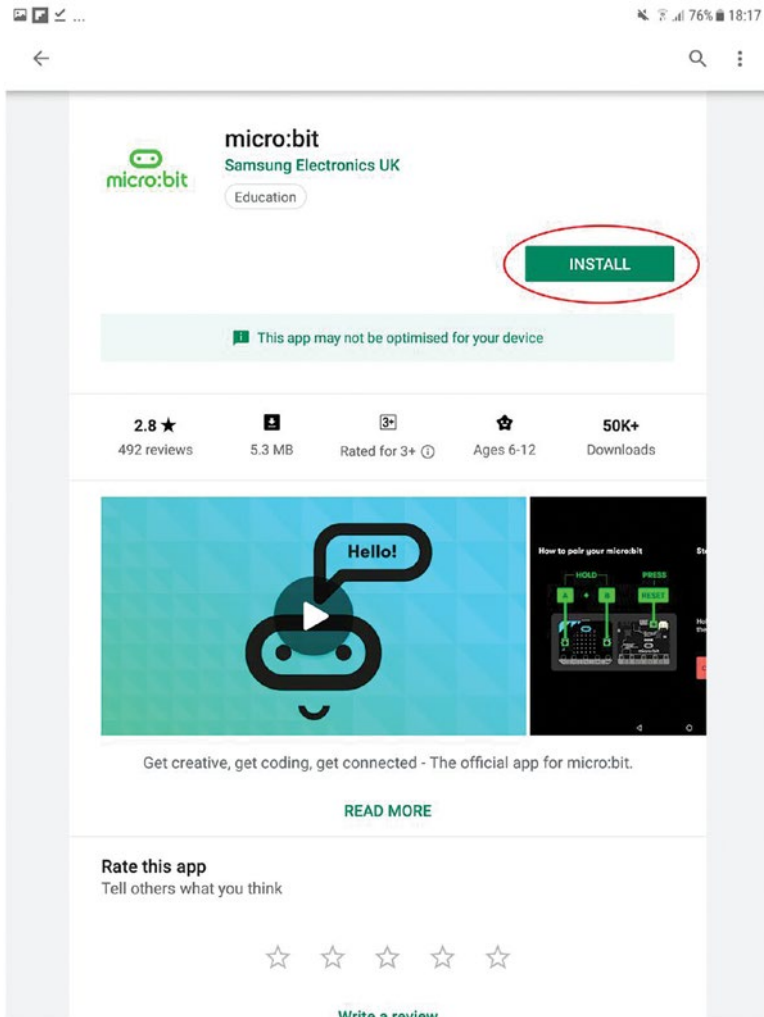 ... 76% 18:17
micro:bit
micro:bit
Samsung Electronics UK
Education
INSTALL
This app may not be optimised for your device
2.8 ★ 3+ 50K+
492 reviews 5.3 MB Rated for 3+ Ages 6-12 Downloads
Hello!
How to pair your micro:bit
HOLD PRESS
A + B RESET
Get creative, get coding, get connected - The official app for micro:bit.
READ MORE
Rate this app
Tell others what you think
Write a review